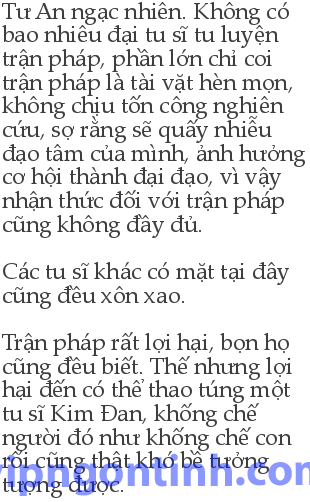 Tư An ngạc nhiên. Không có
bao nhiêu đại tu sĩ tu luyện
trận pháp, phần lớn chỉ coi
trận pháp là tài vặt hèn mọn,
không chịu tốn công nghiên
cứu, sợ rằng sẽ quấy nhiễu
đạo tâm của mình, ảnh hưởng
cơ hội thành đại đạo, vì vậy
nhận thức đối với trận pháp
cũng không đầy đủ.
Các tu sĩ khác có mặt tại đây
cũng đều xôn xao.
Trận pháp rất lợi hại, bọn họ
cũng đều biết. Thế nhưng lợi
hại đến có thể thao túng một
tu sĩ Kim Đan, khống chế
người đó như khống chế con
rối cũng thật khó bề tưởng
tượng được.
vipngontinh.com